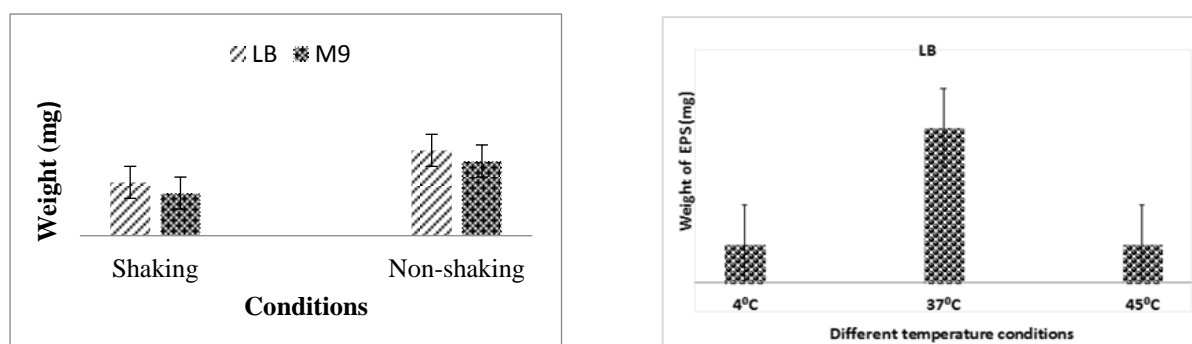 LB M9
Weight (mg)
Shaking Non-shaking
Conditions
LB
Weight of EPS(mg)
4⁰C 37⁰C 45⁰C
Different temperature conditions